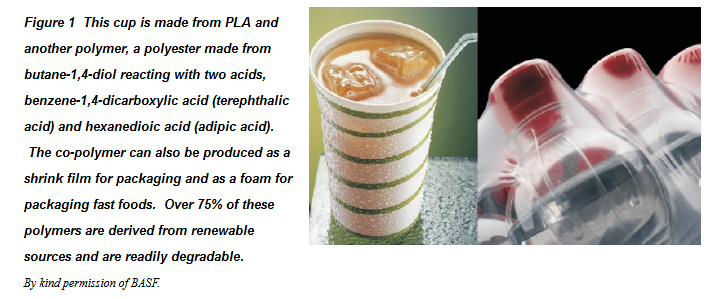 Figure 1  This cup is made from PLA and
another polymer, a polyester made from
butane-1,4-diol reacting with two acids,
benzene-1,4-dicarboxylic acid (terephthalic
acid) and hexanedioic acid (adipic acid).
The co-polymer can also be produced as a
shrink film for packaging and as a foam for
packaging fast foods.  Over 75% of these
polymers are derived from renewable
sources and are readily degradable.
By kind permission of BASF.